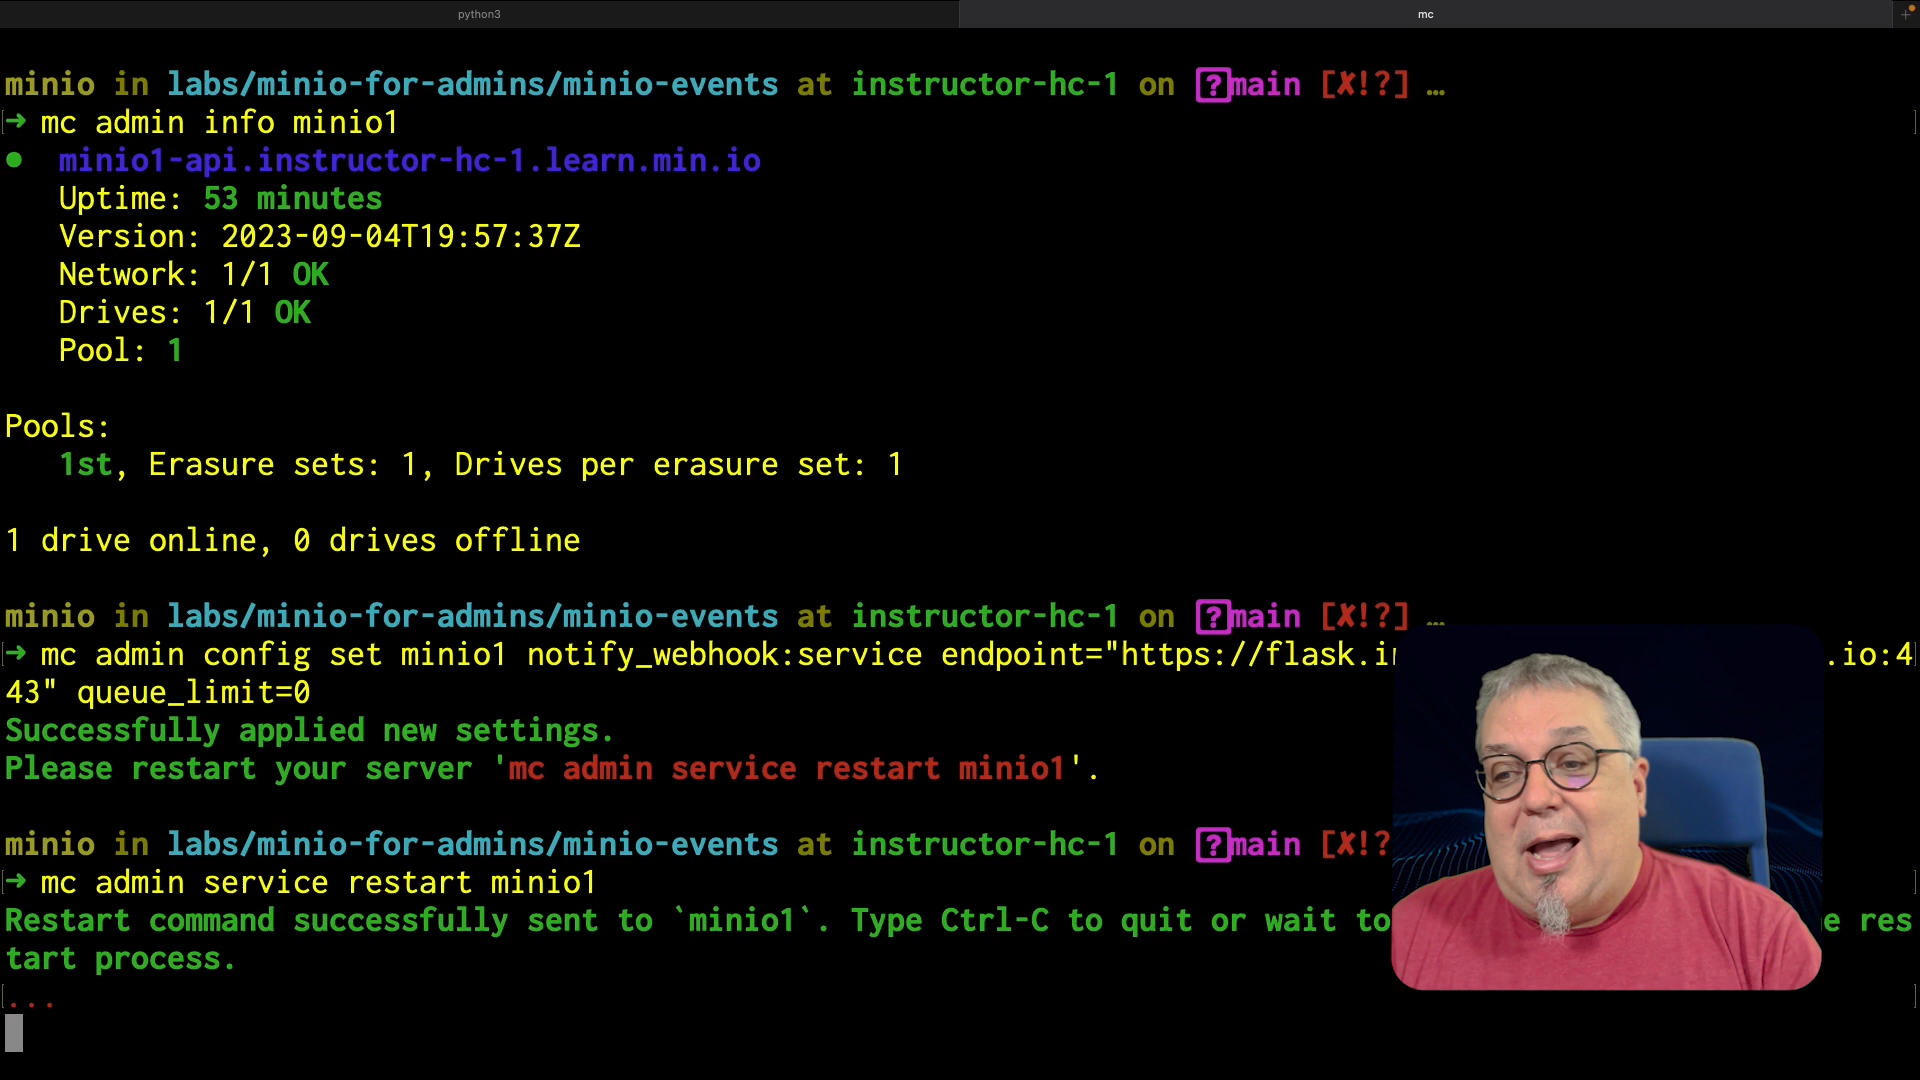 python3
mc
minio in labs/minio-for-admins/minio-events at instructor-hc-1 on [?]main [✘!?] …
➜ mc admin info minio1
● minio1-api.instructor-hc-1.learn.min.io
Uptime: 53 minutes
Version: 2023-09-04T19:57:37Z
Network: 1/1 OK
Drives: 1/1 OK
Pool: 1
Pools:
1st, Erasure sets: 1, Drives per erasure set: 1
1 drive online, 0 drives offline
minio in labs/minio-for-admins/minio-events at instructor-hc-1 on [?]main [✘!?] …
➜ mc admin config set minio1 notify_webhook:service endpoint="https://flask. .io:4
43" queue_limit=0
Successfully applied new settings.
Please restart your server 'mc admin service restart minio1'.
minio in labs/minio-for-admins/minio-events at instructor-hc-1 on [?]main [✘!?
➜ mc admin service restart minio1
Restart command successfully sent to `minio1`. Type Ctrl-C to quit or wait to res
tart process.
...